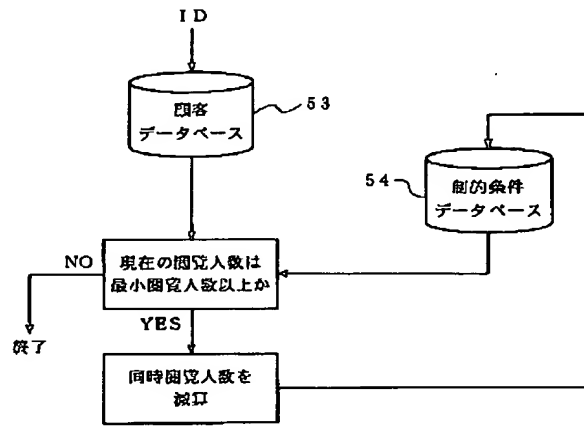 ID
顧客
データベース
53
54
制約条件
データベース
NO
現在の閲覧人数は
最小閲覧人数以上か
YES
終了
同時閲覧人数を
減算